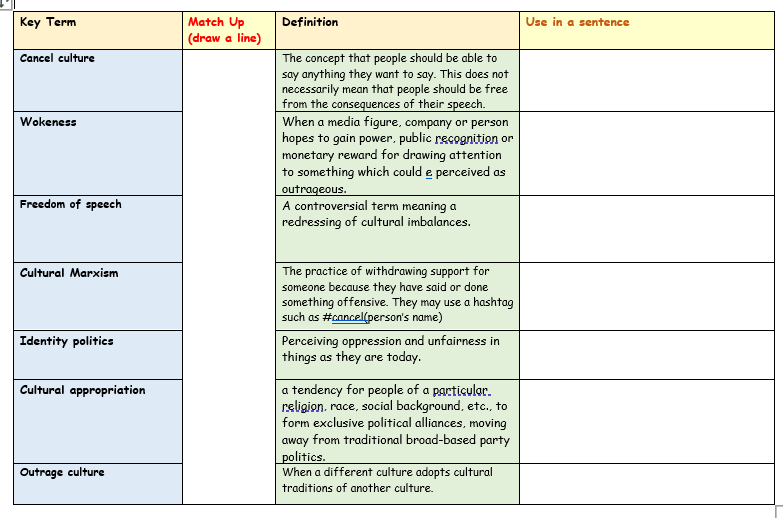 Key Term
Match Up
(draw a line)
Definition
Use in a sentence
Cancel culture
The concept that people should be able to
say anything they want to say. This does not
necessarily mean that people should be free
from the consequences of their speech.
Wokeness
When a media figure, company or person
hopes to gain power, public recognition or
monetary reward for drawing attention
to something which could e perceived as
outrageous.
Freedom of speech
A controversial term meaning a
redressing of cultural imbalances.
Cultural Marxism
The practice of withdrawing support for
someone because they have said or done
something offensive. They may use a hashtag
such as #cancel(person's name)
Identity politics
Perceiving oppression and unfairness in
things as they are today.
Cultural appropriation
a tendency for people of a particular
religion, race, social background, etc., to
form exclusive political alliances, moving
away from traditional broad-based party
politics.
Outrage culture
When a different culture adopts cultural
traditions of another culture.